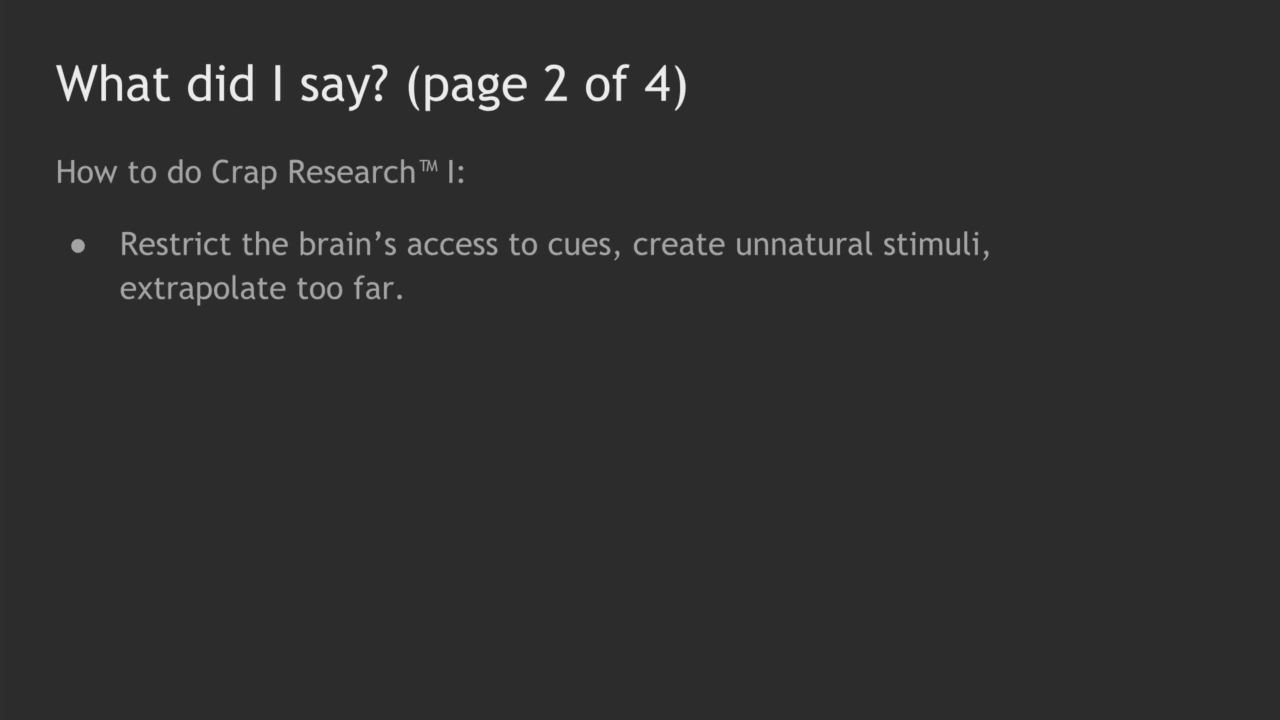 What did I say? (page 2 of 4)
How to do Crap Research™ I:
● Restrict the brain’s access to cues, create unnatural stimuli,
extrapolate too far.